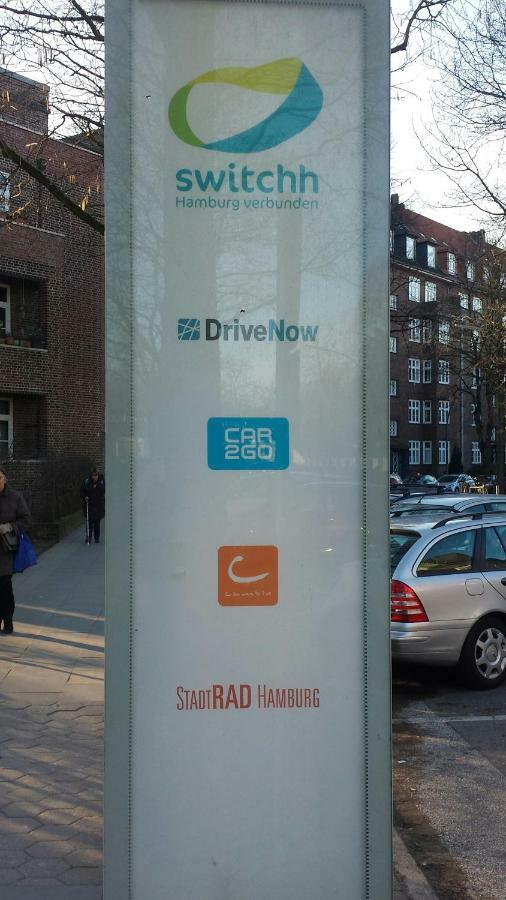 switchh
Hamburg verbunden
DriveNow
CAR
2GO
StadtRAD Hamburg